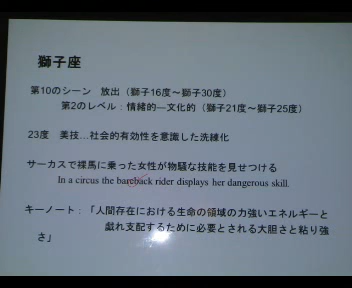 獅子座
第10のシーン　放出（獅子16度～獅子30度）
第2のレベル：情緒的―文化的（獅子21度～獅子25度）
23度　美技…社会的有効性を意識した洗練化
サーカスで裸馬に乗った女性が物騒な技能を見せつける
In a circus the bareback rider displays her dangerous skill.
キーノート：「人間存在における生命の領域の力強いエネルギーと
戯れ支配するために必要とされる大胆さと粘り強
さ」